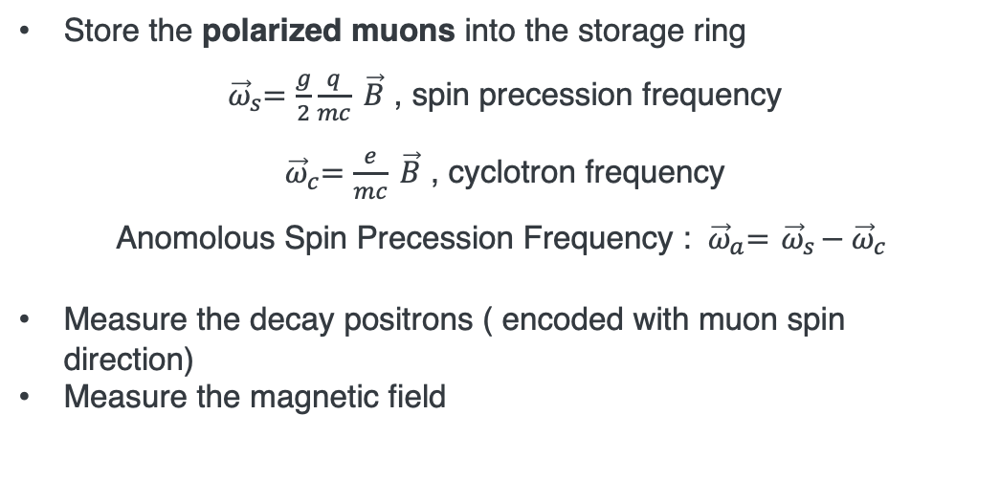 • Store the polarized muons into the storage ring
$\vec{\omega}_s = \frac{g}{2} \frac{q}{mc} \vec{B}$ , spin precession frequency
$\vec{\omega}_c = \frac{e}{mc} \vec{B}$ , cyclotron frequency
Anomolous Spin Precession Frequency : $\vec{\omega}_a = \vec{\omega}_s - \vec{\omega}_c$
• Measure the decay positrons ( encoded with muon spin
direction)
• Measure the magnetic field